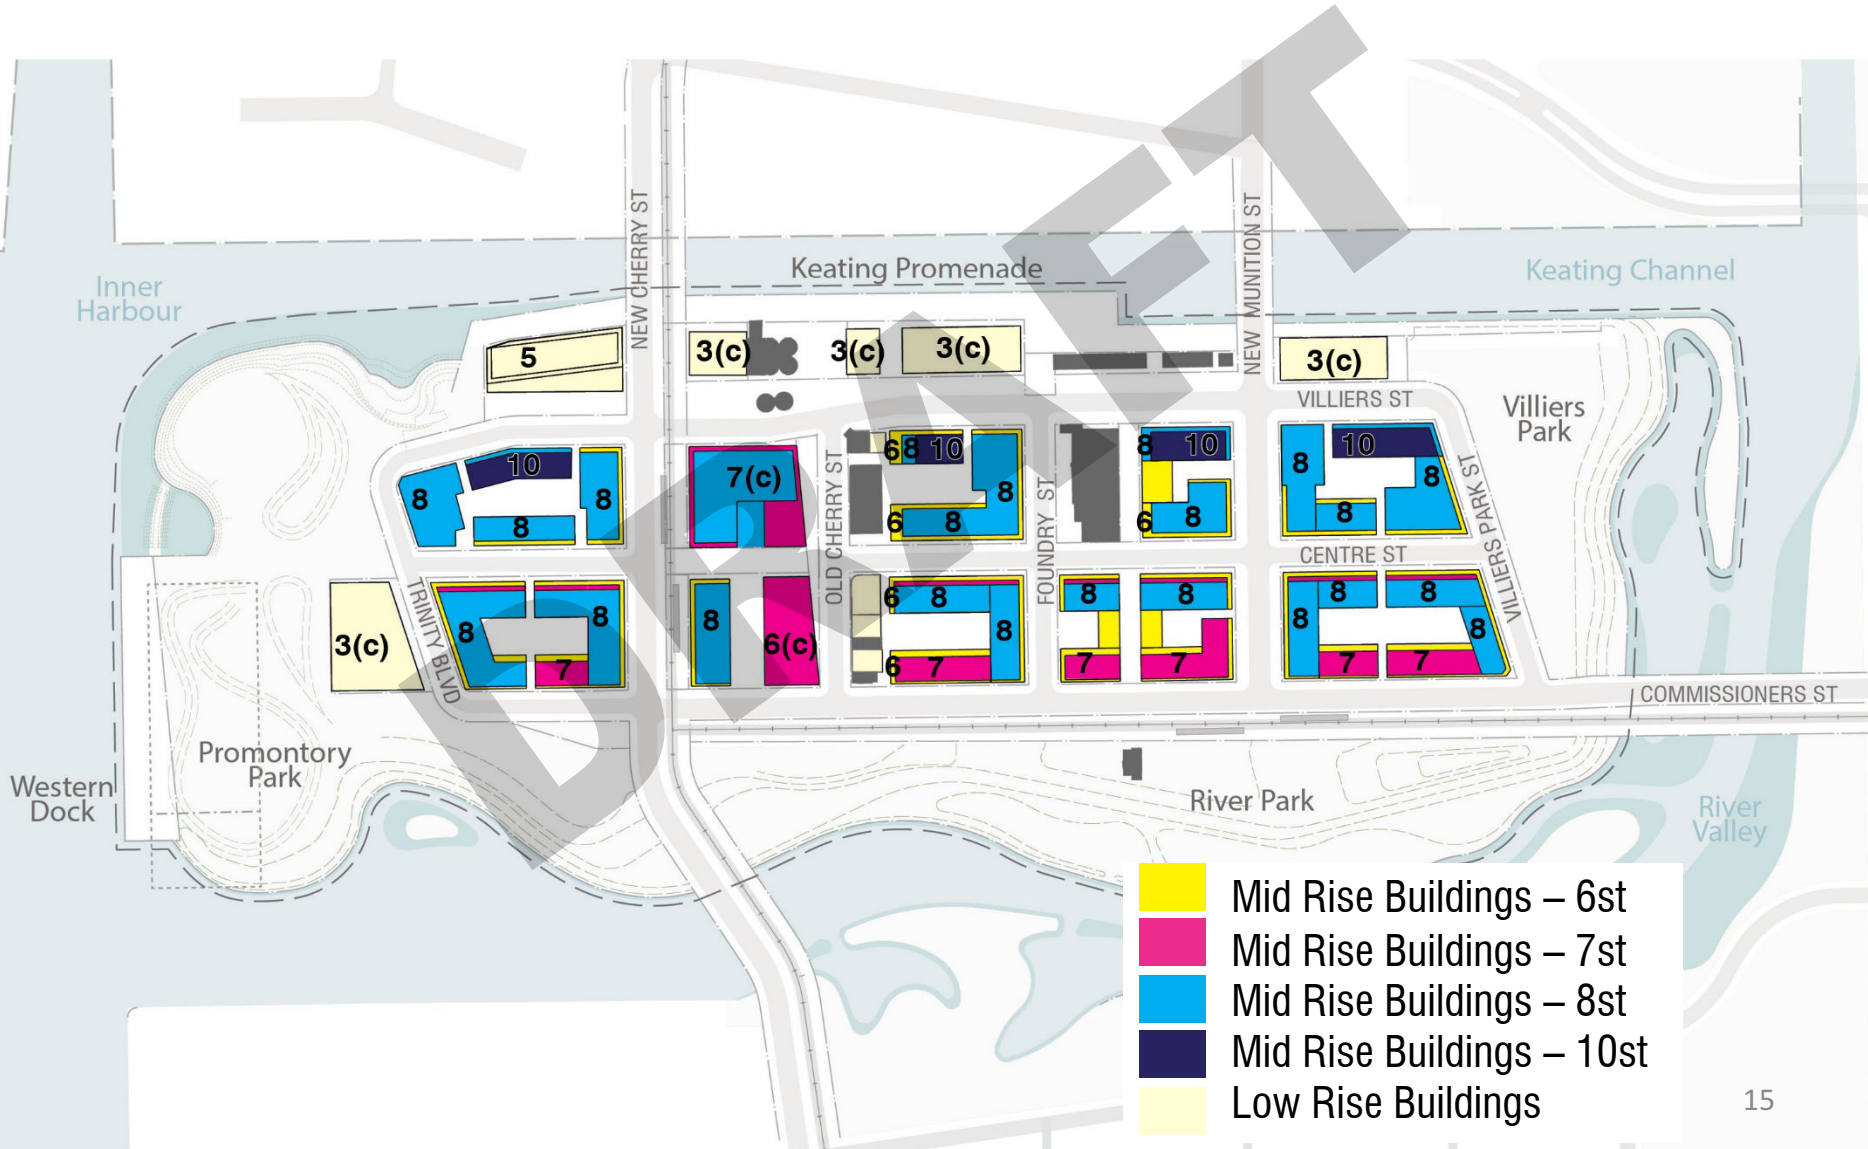 DRAFT
NEW CHERRY ST
NEW MUNITION ST
Keating Promenade
Keating Channel
Inner
Harbour
5
3(c)
3(c)
3(c)
3(c)
VILLIERS ST
Villiers
Park
10
8
8
8
7(c)
OLD CHERRY ST
6
8
10
8
6
8
FOUNDRY ST
8
10
6
8
8
10
8
8
VILLIERS PARK ST
CENTRE ST
3(c)
TRINITY BLVD
8
8
7
8
6(c)
6
8
8
6
7
8
8
7
7
8
8
8
8
7
7
VILLIERS PARK ST
COMMISSIONERS ST
Promontory
Park
Western
Dock
River Park
River
Valley
Mid Rise Buildings – 6st
Mid Rise Buildings – 7st
Mid Rise Buildings – 8st
Mid Rise Buildings – 10st
Low Rise Buildings
15